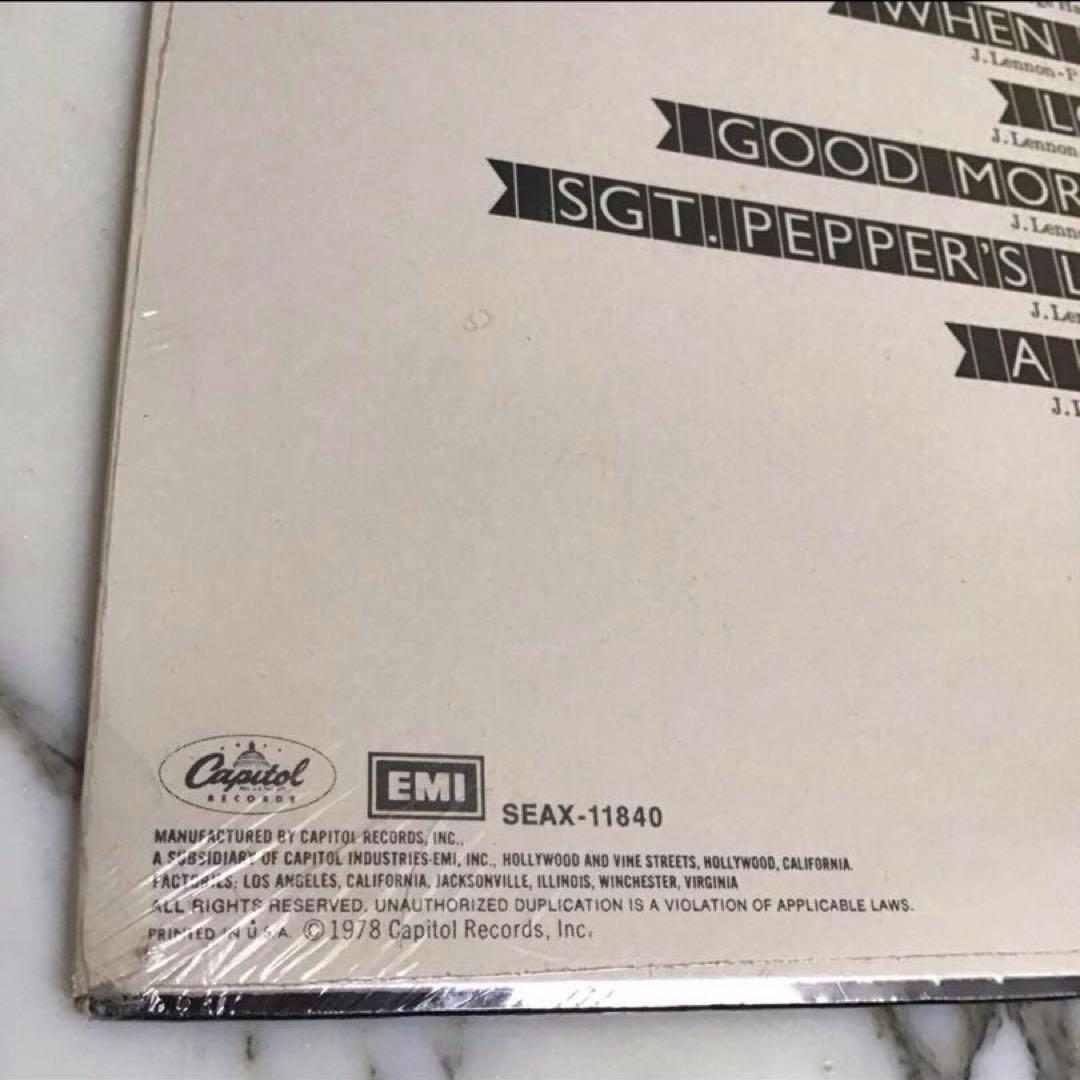 WHEN
J.Lennon-P
J.Lennon
GOOD MOR
J.Lenn
SGT. PEPPER'S L
J.Le
A
J.L
Capitol
RECORDS
EMI
SEAX-11840
MANUFACTURED BY CAPITOL RECORDS, INC.,
A SUBSIDIARY OF CAPITOL INDUSTRIES-EMI, INC., HOLLYWOOD AND VINE STREETS, HOLLYWOOD, CALIFORNIA.
FACTORIES: LOS ANGELES, CALIFORNIA, JACKSONVILLE, ILLINOIS, WINCHESTER, VIRGINIA
ALL RIGHTS RESERVED. UNAUTHORIZED DUPLICATION IS A VIOLATION OF APPLICABLE LAWS.
PRINTED IN U.S.A. ©1978 Capitol Records, Inc.